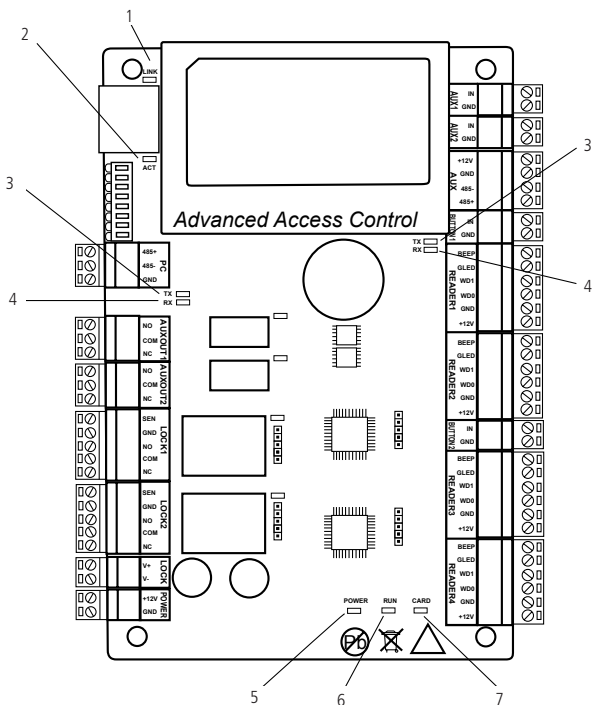 1
2
LINK
ACT
3
4
Advanced Access Control
485+
485-
GND
PC
TX
RX
NO
COM
NC
AUXOUT1
NO
COM
NC
AUXOUT2
SEN
GND
NO
COM
NC
LOCK1
SEN
GND
NO
COM
NC
LOCK2
V+
V-
LOCK
+12V
GND
POWER
AUX1
IN
GND
AUX2
IN
GND
AUX
+12V
GND
485-
485+
BUTTON1
IN
GND
TX
RX
3
4
READER1
BEEP
GLED
WD1
WD0
GND
+12V
READER2
BEEP
GLED
WD1
WD0
GND
+12V
BUTTON2
IN
GND
READER3
BEEP
GLED
WD1
WD0
GND
+12V
READER4
BEEP
GLED
WD1
WD0
GND
+12V
POWER
RUN
CARD
Pb
5
6
7